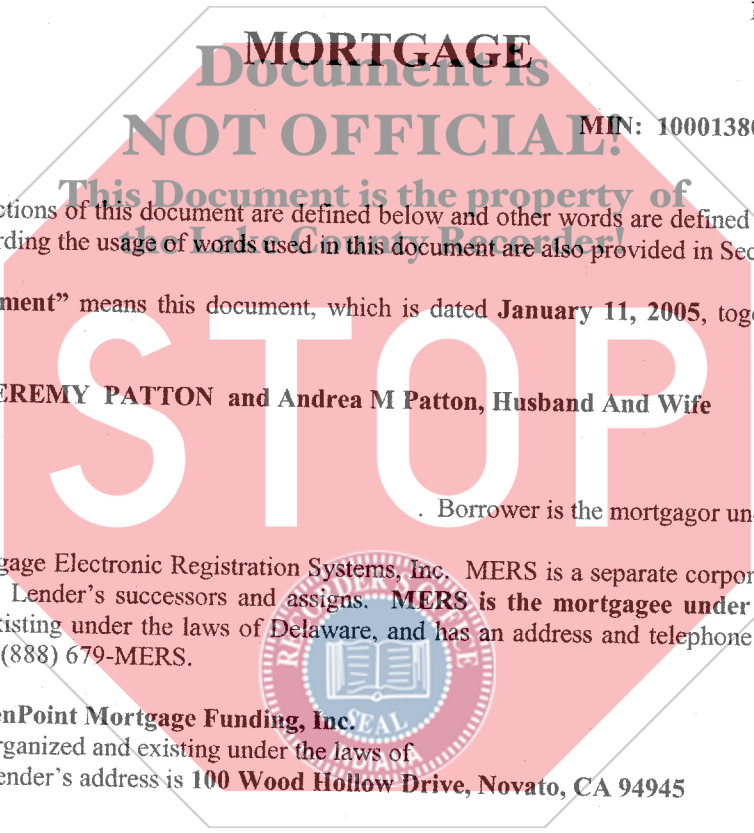 MORTGAGE
Document is
NOT OFFICIAL!
MIN: 1000138
This Document is the property of
the Lake County Recorder!
ctions of this document are defined below and other words are defined
rding the usage of words used in this document are also provided in Sec
ment” means this document, which is dated January 11, 2005, toge
STOP
EREMY PATTON and Andrea M Patton, Husband And Wife
. Borrower is the mortgagor un
gage Electronic Registration Systems, Inc. MERS is a separate corpor
Lender's successors and assigns. MERS is the mortgagee under
xisting under the laws of Delaware, and has an address and telephone
(888) 679-MERS.
RECORDER'S OFFICE
SEAL
INDIANA
enPoint Mortgage Funding, Inc.
rganized and existing under the laws of
ender's address is 100 Wood Hollow Drive, Novato, CA 94945